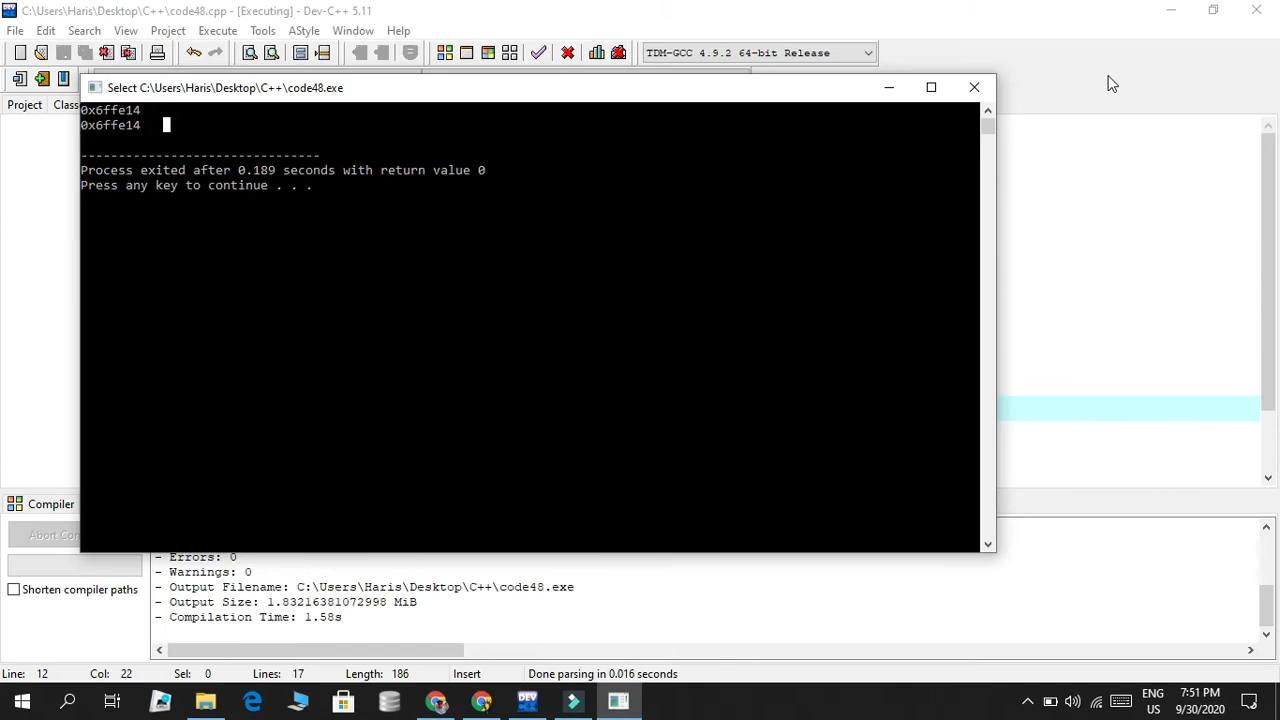 C:\Users\Haris\Desktop\C++\code48.cpp - [Executing] - Dev-C++ 5.11
File Edit Search View Project Execute Tools AStyle Window Help
TDM-GCC 4.9.2 64-bit Release
Select C:\Users\Haris\Desktop\C++\code48.exe
Project Class
0x6ffe14
0x6ffe14
--------------------------------
Process exited after 0.189 seconds with return value 0
Press any key to continue . . .
Compiler
Abort Com
- Errors: 0
- Warnings: 0
- Output Filename: C:\Users\Haris\Desktop\C++\code48.exe
- Output Size: 1.83216381072998 MiB
- Compilation Time: 1.58s
Shorten compiler paths
Line: 12 Col: 22 Sel: 0 Lines: 17 Length: 186 Insert Done parsing in 0.016 seconds
DEV
ENG
US
7:51 PM
9/30/2020